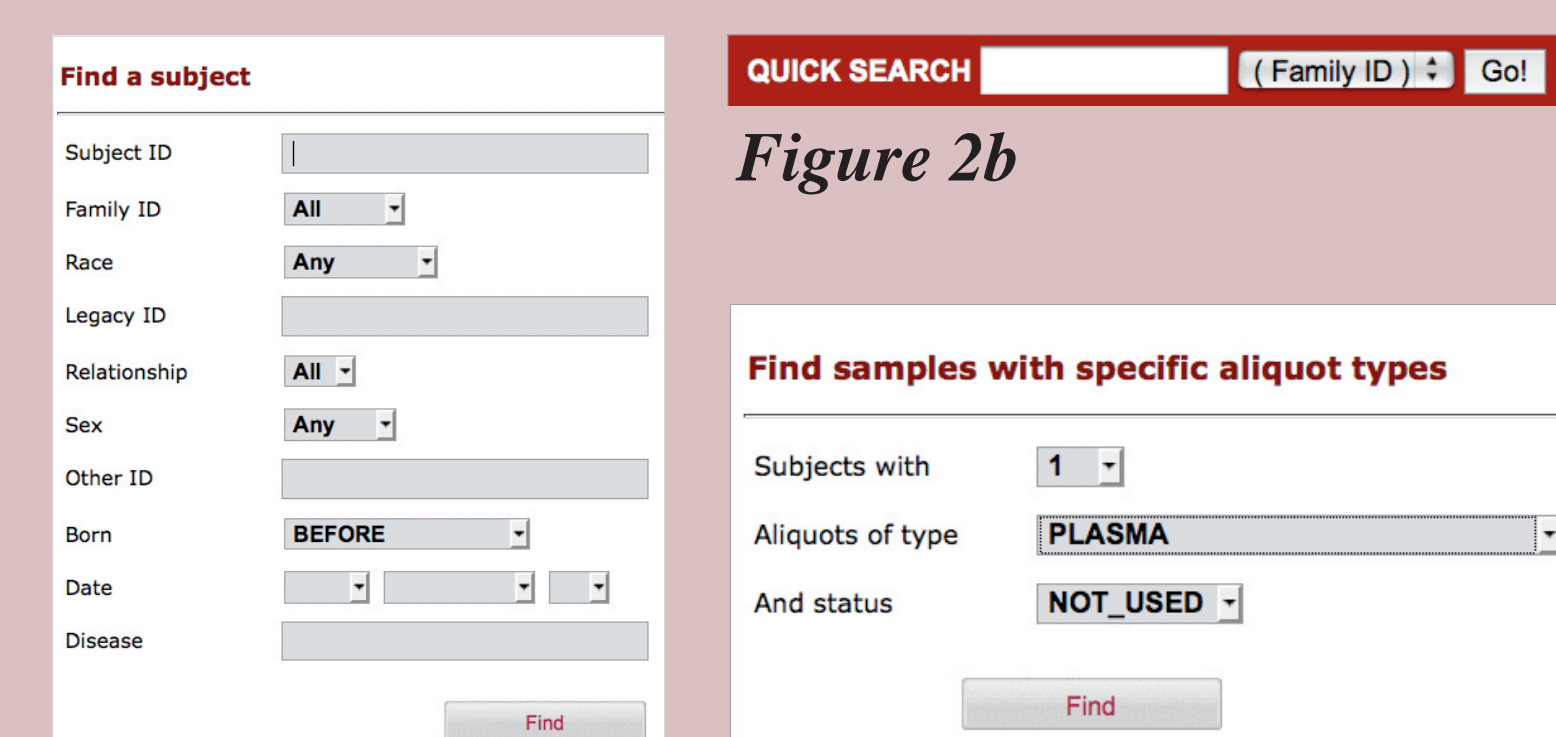 Find a subject
Subject ID
Family ID All
Race Any
Legacy ID
Relationship All
Sex Any
Other ID
Born BEFORE
Date
Disease
Find
QUICK SEARCH ( Family ID ) Go!
Figure 2b
Find samples with specific aliquot types
Subjects with 1
Aliquots of type PLASMA
And status NOT_USED
Find